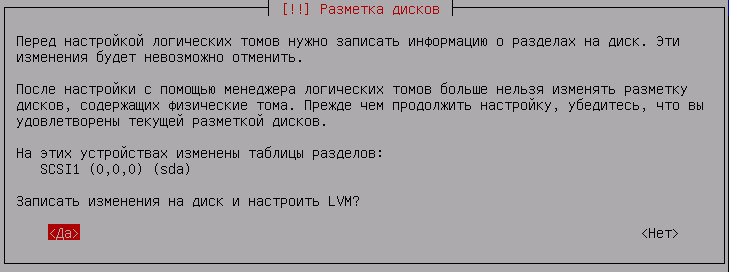 [!!] Разметка дисков
Перед настройкой логических томов нужно записать информацию о разделах на диск. Эти
изменения будет невозможно отменить.
После настройки с помощью менеджера логических томов больше нельзя изменять разметку
дисков, содержащих физические тома. Прежде чем продолжить настройку, убедитесь, что вы
удовлетворены текущей разметкой дисков.
На этих устройствах изменены таблицы разделов:
SCSI1 (0,0,0) (sda)
Записать изменения на диск и настроить LVM?
<Да> <Нет>